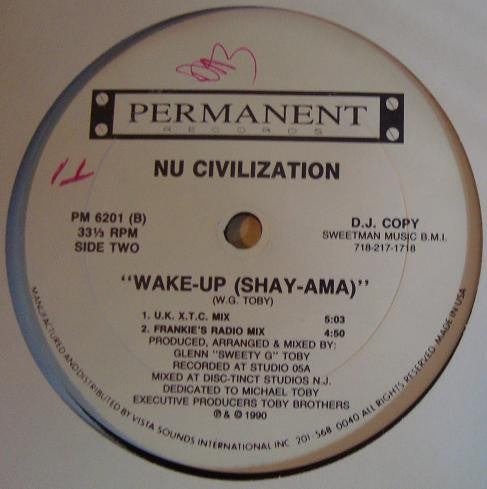 PERMANENT
RECORDS
NU CIVILIZATION
PM 6201 (B)
33⅓ RPM
SIDE TWO
D.J. COPY
SWEETMAN MUSIC B.M.I.
718-217-1718
"WAKE-UP (SHAY-AMA)"
(W.G. TOBY)
1. U.K. X.T.C. MIX 5:03
2. FRANKIE'S RADIO MIX 4:50
PRODUCED, ARRANGED & MIXED BY:
GLENN "SWEETY G" TOBY
RECORDED AT STUDIO 05A
MIXED AT DISC-TINCT STUDIOS N.J.
DEDICATED TO MICHAEL TOBY
EXECUTIVE PRODUCERS TOBY BROTHERS
℗ & © 1990
MANUFACTURED AND DISTRIBUTED BY VISTA SOUNDS INTERNATIONAL INC 201-568 0040 ALL RIGHTS RESERVED MADE IN USA